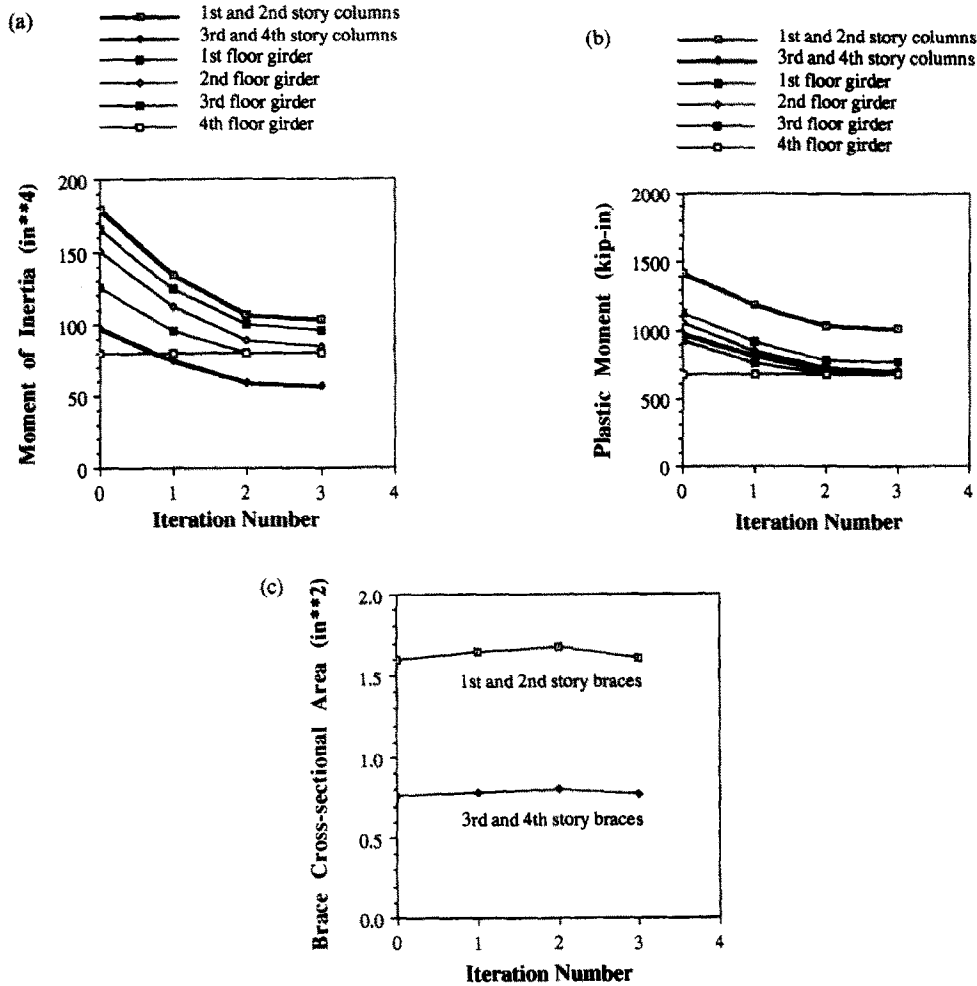 (a)
1st and 2nd story columns
3rd and 4th story columns
1st floor girder
2nd floor girder
3rd floor girder
4th floor girder
Moment of Inertia (in**4)
200
150
100
50
0
0 1 2 3 4
Iteration Number
(b)
1st and 2nd story columns
3rd and 4th story columns
1st floor girder
2nd floor girder
3rd floor girder
4th floor girder
Plastic Moment (kip-in)
2000
1500
1000
500
0
0 1 2 3 4
Iteration Number
(c)
Brace Cross-sectional Area (in**2)
2.0
1.5
1.0
0.5
0.0
1st and 2nd story braces
3rd and 4th story braces
0 1 2 3 4
Iteration Number